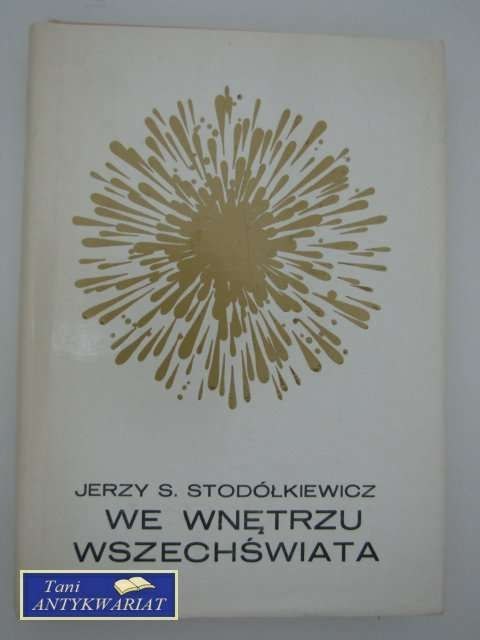 JERZY S. STODÓŁKIEWICZ
WE WNĘTRZU
WSZECHŚWIATA
Tani
ANTYKWARIAT